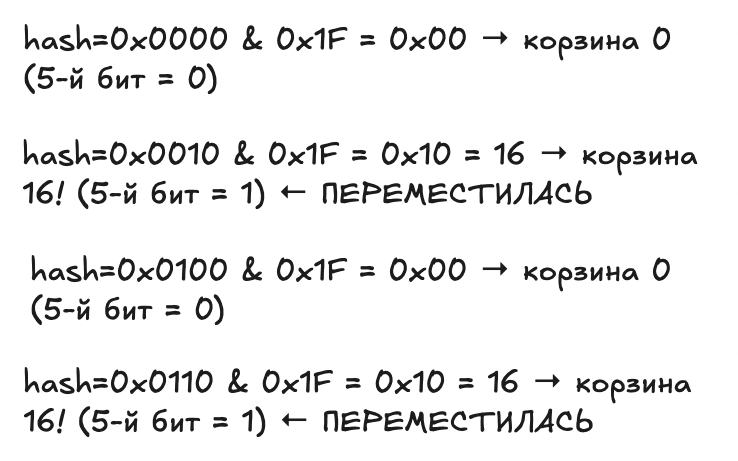 hash=0x0000 & 0x1F = 0x00 → корзина 0
(5-й бит = 0)
hash=0x0010 & 0x1F = 0x10 = 16 → корзина
16! (5-й бит = 1) ← ПЕРЕМЕСТИЛАСЬ
hash=0x0100 & 0x1F = 0x00 → корзина 0
(5-й бит = 0)
hash=0x0110 & 0x1F = 0x10 = 16 → корзина
16! (5-й бит = 1) ← ПЕРЕМЕСТИЛАСЬ